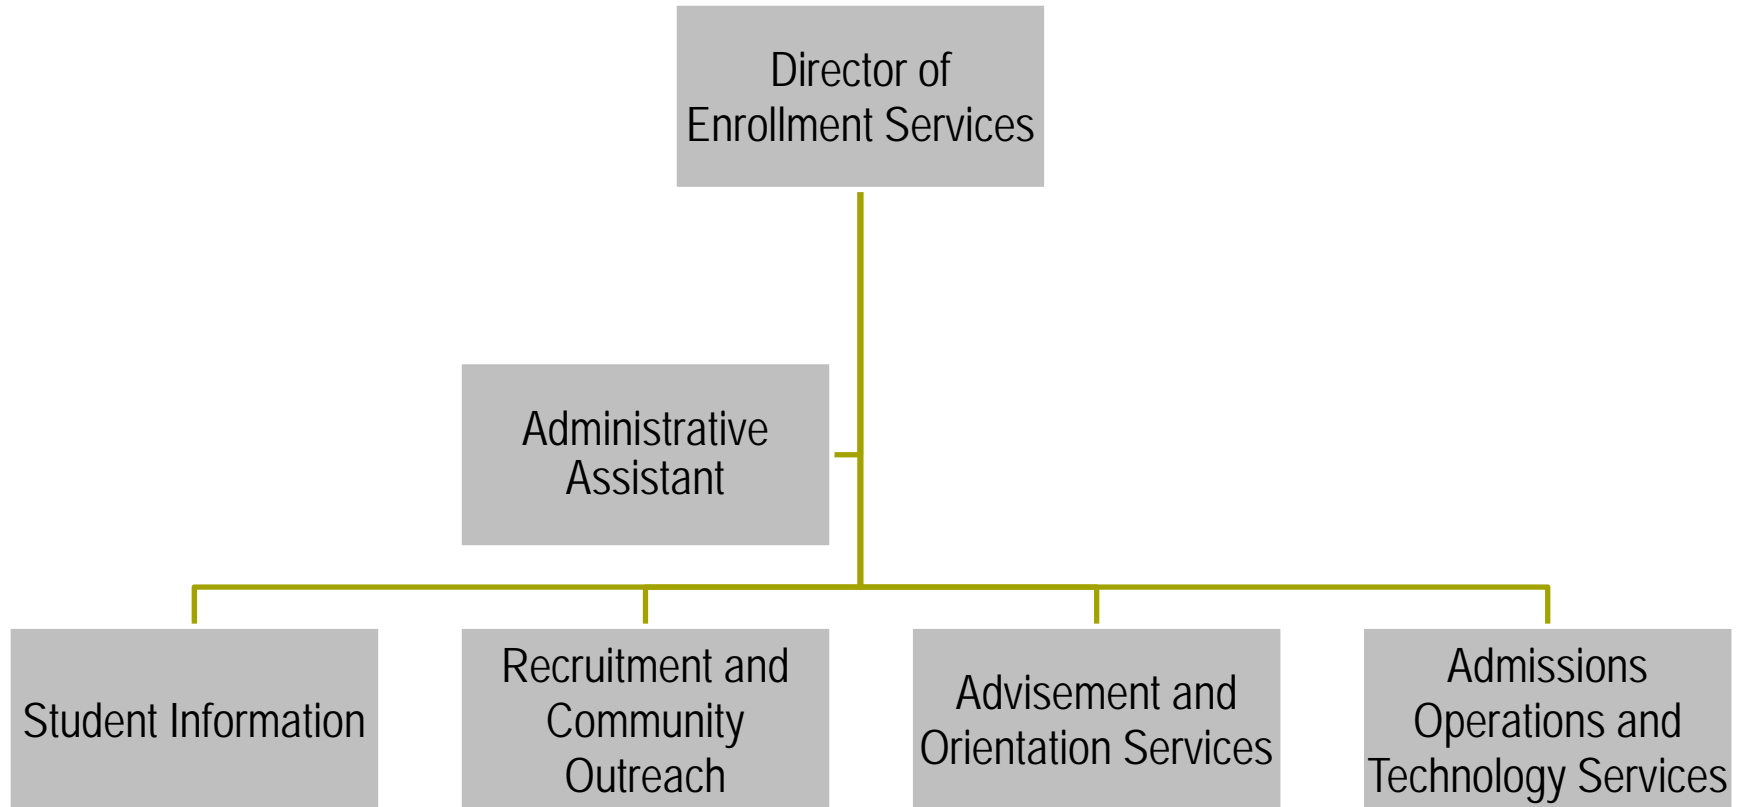 Director of
Enrollment Services
Administrative
Assistant
Student Information
Recruitment and
Community
Outreach
Advisement and
Orientation Services
Admissions
Operations and
Technology Services